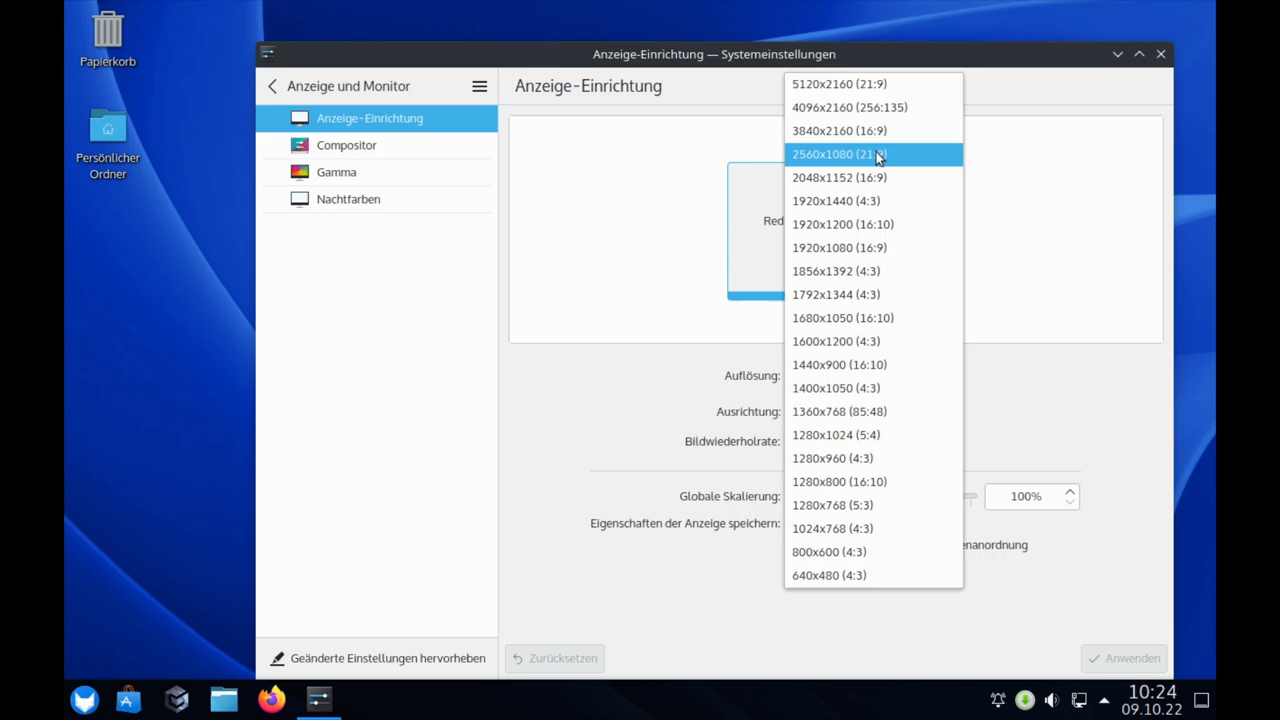 Papierkorb
Persönlicher
Ordner
Anzeige-Einrichtung — Systemeinstellungen
Anzeige und Monitor
Anzeige-Einrichtung
Compositor
Gamma
Nachtfarben
Geänderte Einstellungen hervorheben
Anzeige-Einrichtung
Red
Auflösung:
Ausrichtung:
Bildwiederholrate:
Globale Skalierung:
100%
Eigenschaften der Anzeige speichern:
enanordnung
5120x2160 (21:9)
4096x2160 (256:135)
3840x2160 (16:9)
2560x1080 (21:9)
2048x1152 (16:9)
1920x1440 (4:3)
1920x1200 (16:10)
1920x1080 (16:9)
1856x1392 (4:3)
1792x1344 (4:3)
1680x1050 (16:10)
1600x1200 (4:3)
1440x900 (16:10)
1400x1050 (4:3)
1360x768 (85:48)
1280x1024 (5:4)
1280x960 (4:3)
1280x800 (16:10)
1280x768 (5:3)
1024x768 (4:3)
800x600 (4:3)
640x480 (4:3)
Zurücksetzen
Anwenden
10:24
09.10.22